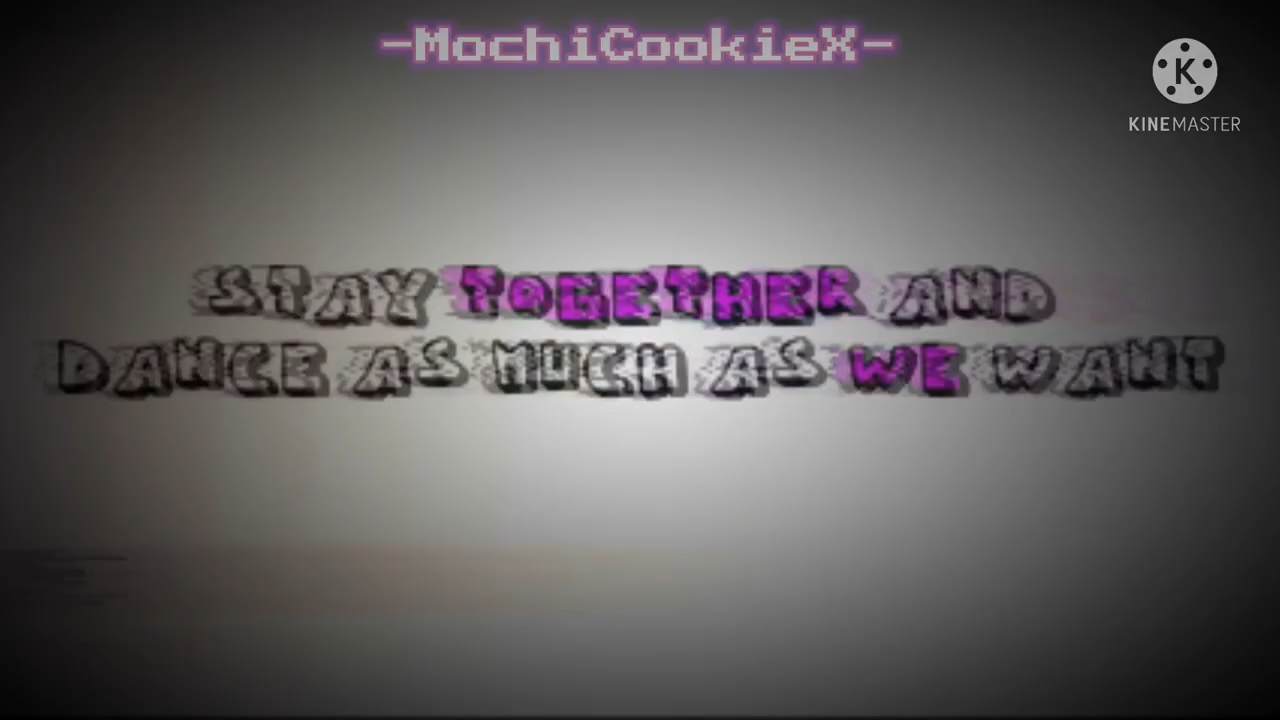 -MochiCookieX-
K
KINEMASTER
STAY TOGETHER AND
DANCE AS MUCH AS WE WANT